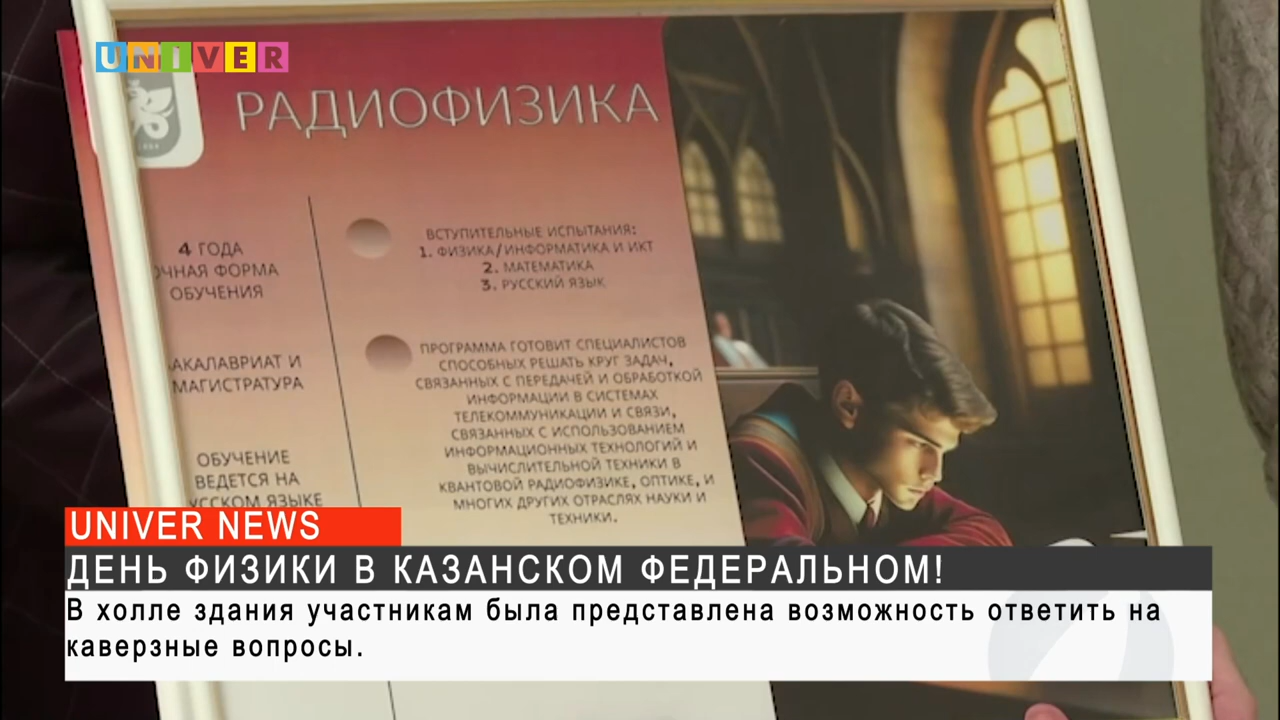 UNIVER
РАДИОФИЗИКА
4 ГОДА
ОЧНАЯ ФОРМА
ОБУЧЕНИЯ
АКАЛАВРИАТ И
МАГИСТРАТУРА
ОБУЧЕНИЕ
ВЕДЕТСЯ НА
УССКОМ ЯЗЫКЕ
ВСТУПИТЕЛЬНЫЕ ИСПЫТАНИЯ:
1. ФИЗИКА/ИНФОРМАТИКА И ИКТ
2. МАТЕМАТИКА
3. РУССКИЙ ЯЗЫК
ПРОГРАММА ГОТОВИТ СПЕЦИАЛИСТОВ
СПОСОБНЫХ РЕШАТЬ КРУГ ЗАДАЧ,
СВЯЗАННЫХ С ПЕРЕДАЧЕЙ И ОБРАБОТКОЙ
ИНФОРМАЦИИ В СИСТЕМАХ
ТЕЛЕКОММУНИКАЦИИ И СВЯЗИ,
СВЯЗАННЫХ С ИСПОЛЬЗОВАНИЕМ
ИНФОРМАЦИОННЫХ ТЕХНОЛОГИЙ И
ВЫЧИСЛИТЕЛЬНОЙ ТЕХНИКИ В
КВАНТОВОЙ РАДИОФИЗИКЕ, ОПТИКЕ, И
МНОГИХ ДРУГИХ ОТРАСЛЯХ НАУКИ И
ТЕХНИКИ.
UNIVER NEWS
ДЕНЬ ФИЗИКИ В КАЗАНСКОМ ФЕДЕРАЛЬНОМ!
В холле здания участникам была представлена возможность ответить на
каверзные вопросы.